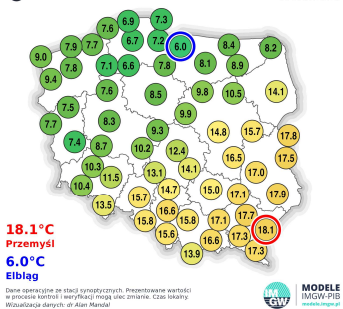 7.6 6.9 7.3
9.0 7.9 7.7 6.7 7.2 6.0 8.4 8.2
9.4 7.8 7.1 6.6 7.8 8.1 8.9
7.5 7.6 8.5 9.8 10.5 14.1
7.7 8.3 9.3 9.9 14.8 15.7 17.8
7.4 8.7 10.2 12.4 16.5 17.5
10.3 11.5 13.1 14.1 17.0
10.4 14.7 15.0 17.1 17.9
13.5 15.7 16.6
15.8 15.8 17.1 17.7 18.1
15.6 16.6 17.3
13.9 17.3
18.1°C
Przemyśl
6.0°C
Elbląg
Dane operacyjne ze stacji synoptycznych. Prezentowane wartości
w procesie kontroli i weryfikacji mogą ulec zmianie. Czas lokalny.
Wizualizacja danych: dr Alan Mandal
IM
GW
MODELE
IMGW-PIB
modele.imgw.pl